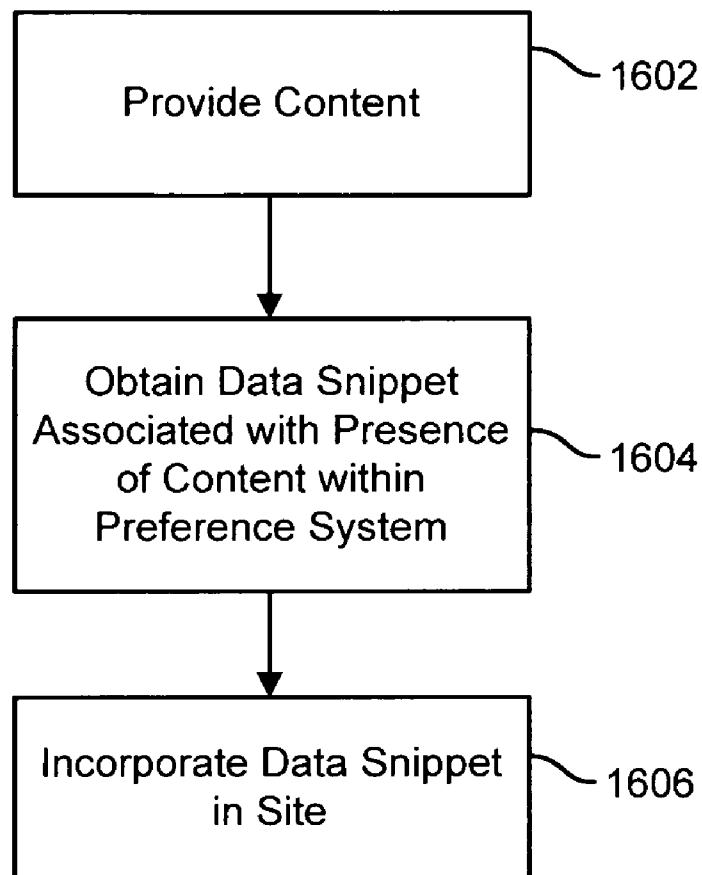 Provide Content
1602
Obtain Data Snippet
Associated with Presence
of Content within
Preference System
1604
Incorporate Data Snippet
in Site
1606